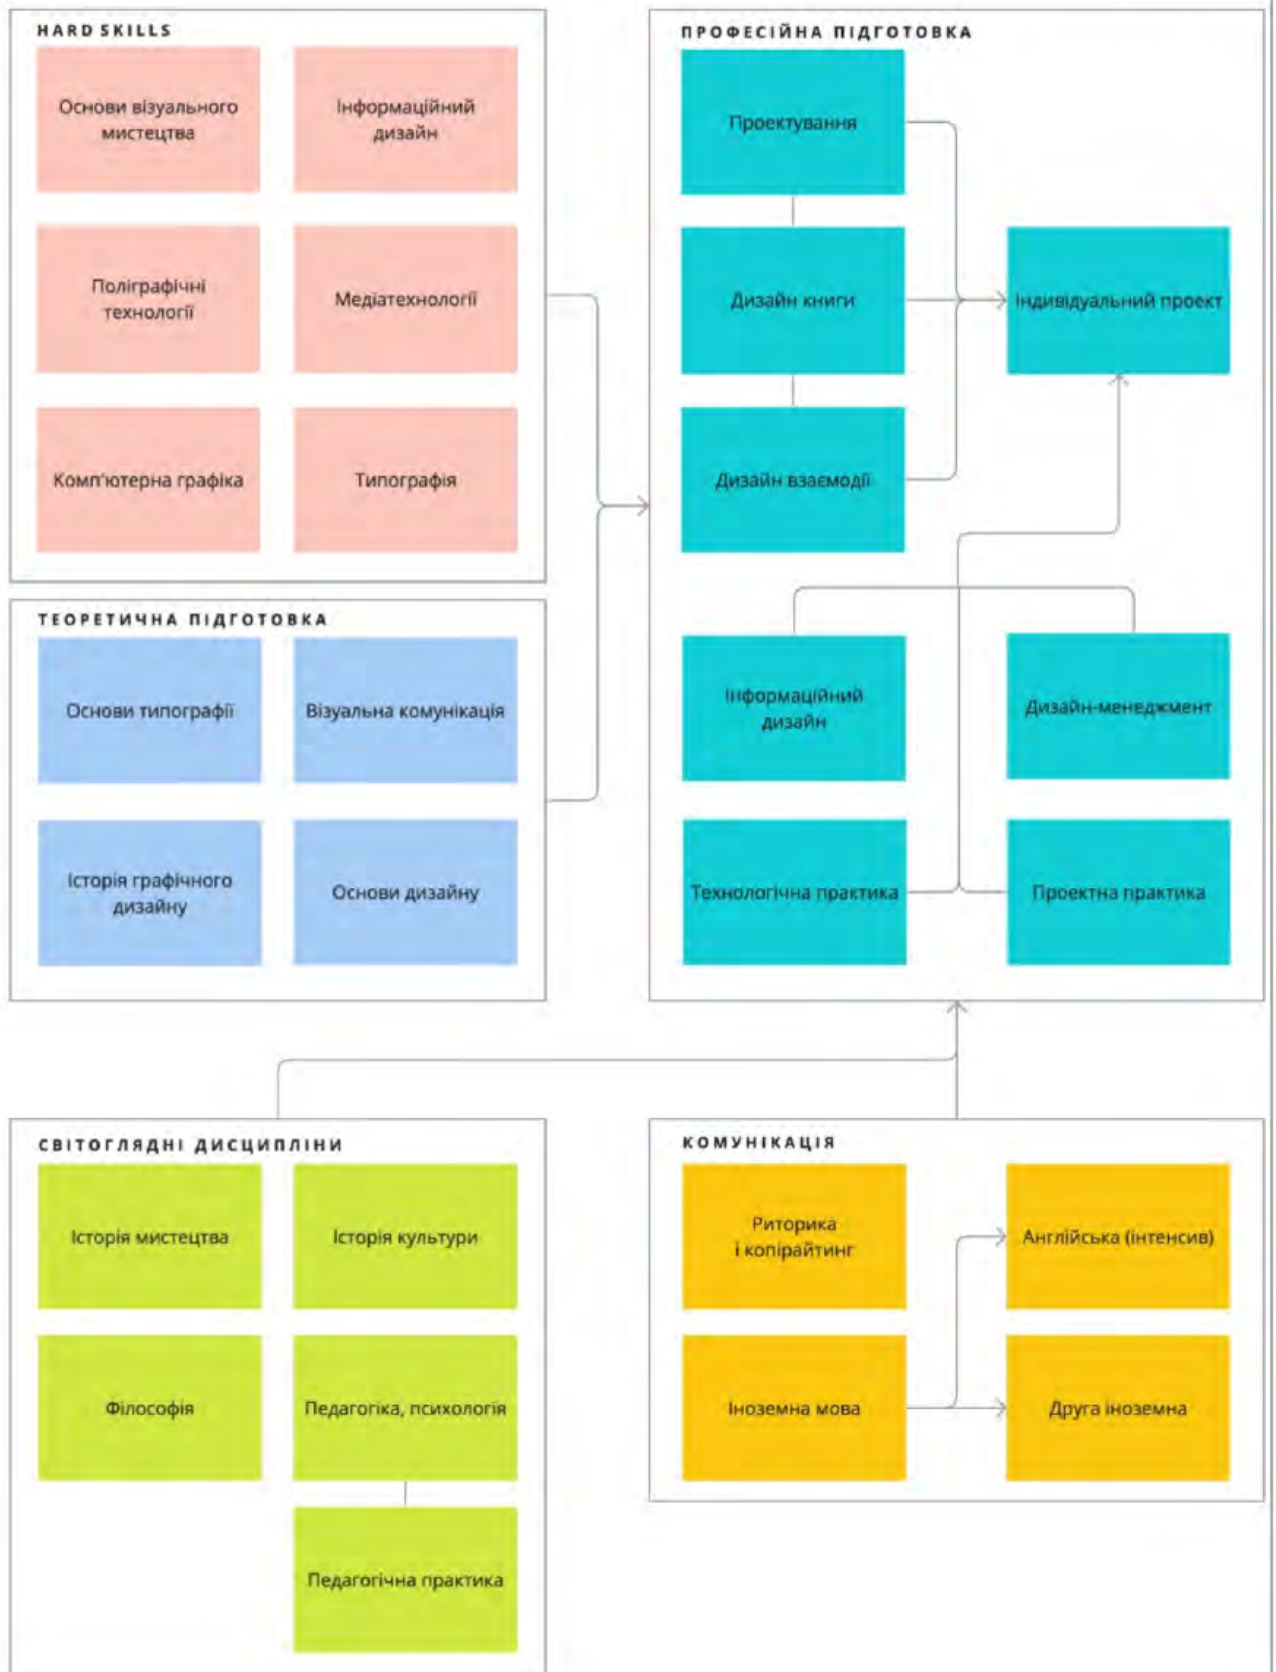 HARD SKILLS
Основи візуального
мистецтва
Інформаційний
дизайн
Поліграфічні
технології
Медіатехнології
Комп'ютерна графіка
Типографія
ТЕОРЕТИЧНА ПІДГОТОВКА
Основи типографії
Візуальна комунікація
Історія графічного
дизайну
Основи дизайну
ПРОФЕСІЙНА ПІДГОТОВКА
Проектування
Дизайн книги
Індивідуальний проект
Дизайн взаємодії
Інформаційний
дизайн
Дизайн-менеджмент
Технологічна практика
Проектна практика
СВІТОГЛЯДНІ ДИСЦИПЛІНИ
Історія мистецтва
Історія культури
Філософія
Педагогіка, психологія
Педагогічна практика
КОМУНІКАЦІЯ
Риторика
і копірайтинг
Англійська (інтенсив)
Іноземна мова
Друга іноземна